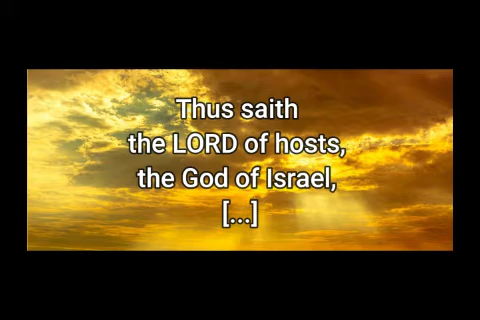 Thus saith
the LORD of hosts,
the God of Israel,
[...]